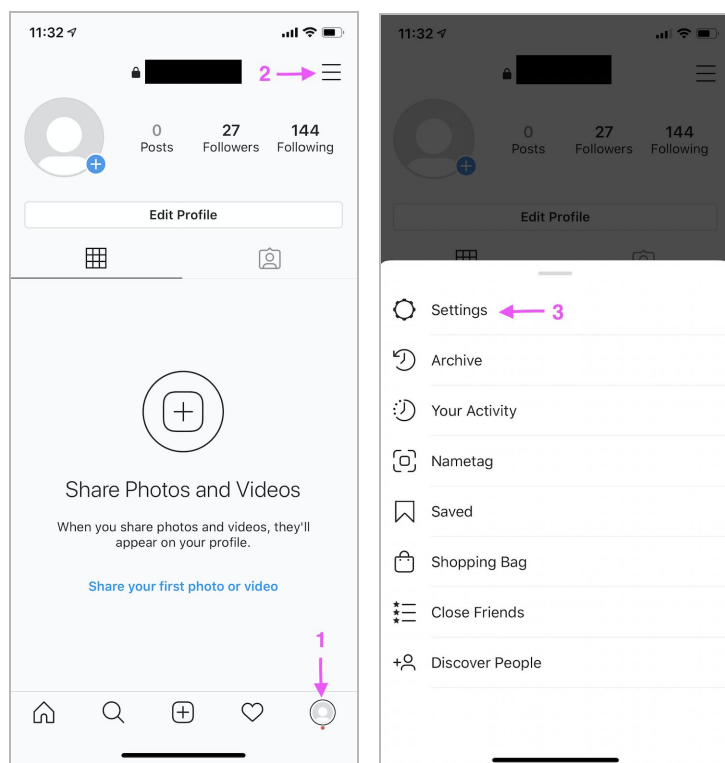 11:32
2
0
27
144
Posts
Followers
Following
Edit Profile
Share Photos and Videos
When you share photos and videos, they'll
appear on your profile.
Share your first photo or video
1
11:32
0
27
144
Posts
Followers
Following
Edit Profile
Settings
3
Archive
Your Activity
Nametag
Saved
Shopping Bag
Close Friends
Discover People